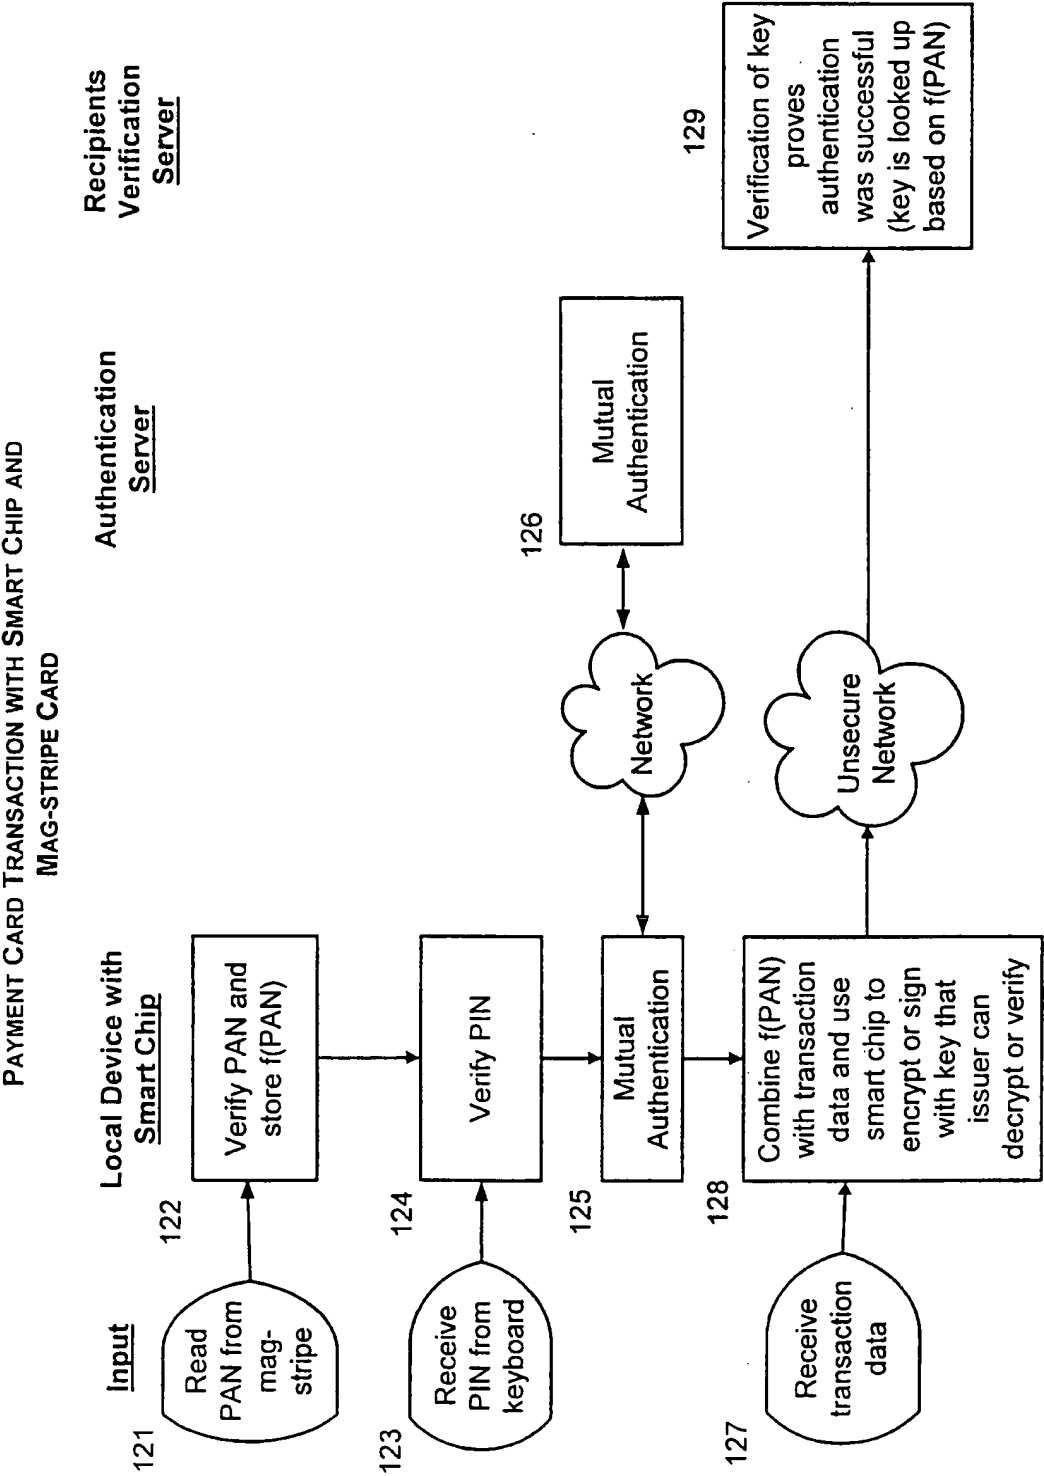 PAYMENT CARD TRANSACTION WITH SMART CHIP AND
MAG-STRIPE CARD
Input
Local Device with
Smart Chip
Authentication
Server
Recipients
Verification
Server
121
Read
PAN from
mag-
stripe
122
Verify PAN and
store f(PAN)
123
Receive
PIN from
keyboard
124
Verify PIN
125
Mutual
Authentication
Network
126
Mutual
Authentication
127
Receive
transaction
data
128
Combine f(PAN)
with transaction
data and use
smart chip to
encrypt or sign
with key that
issuer can
decrypt or verify
Unsecure
Network
129
Verification of key
proves
authentication
was successful
(key is looked up
based on f(PAN)